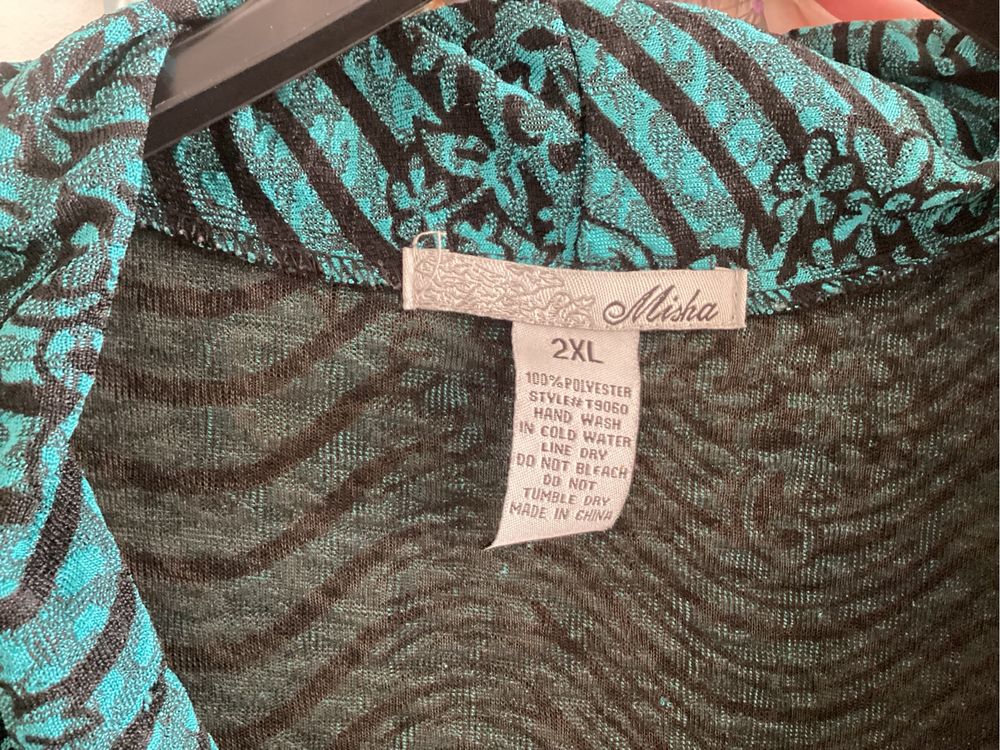 Misha
2XL
100% POLYESTER
STYLE# T9060
HAND WASH
IN COLD WATER
LINE DRY
DO NOT BLEACH
DO NOT
TUMBLE DRY
MADE IN CHINA